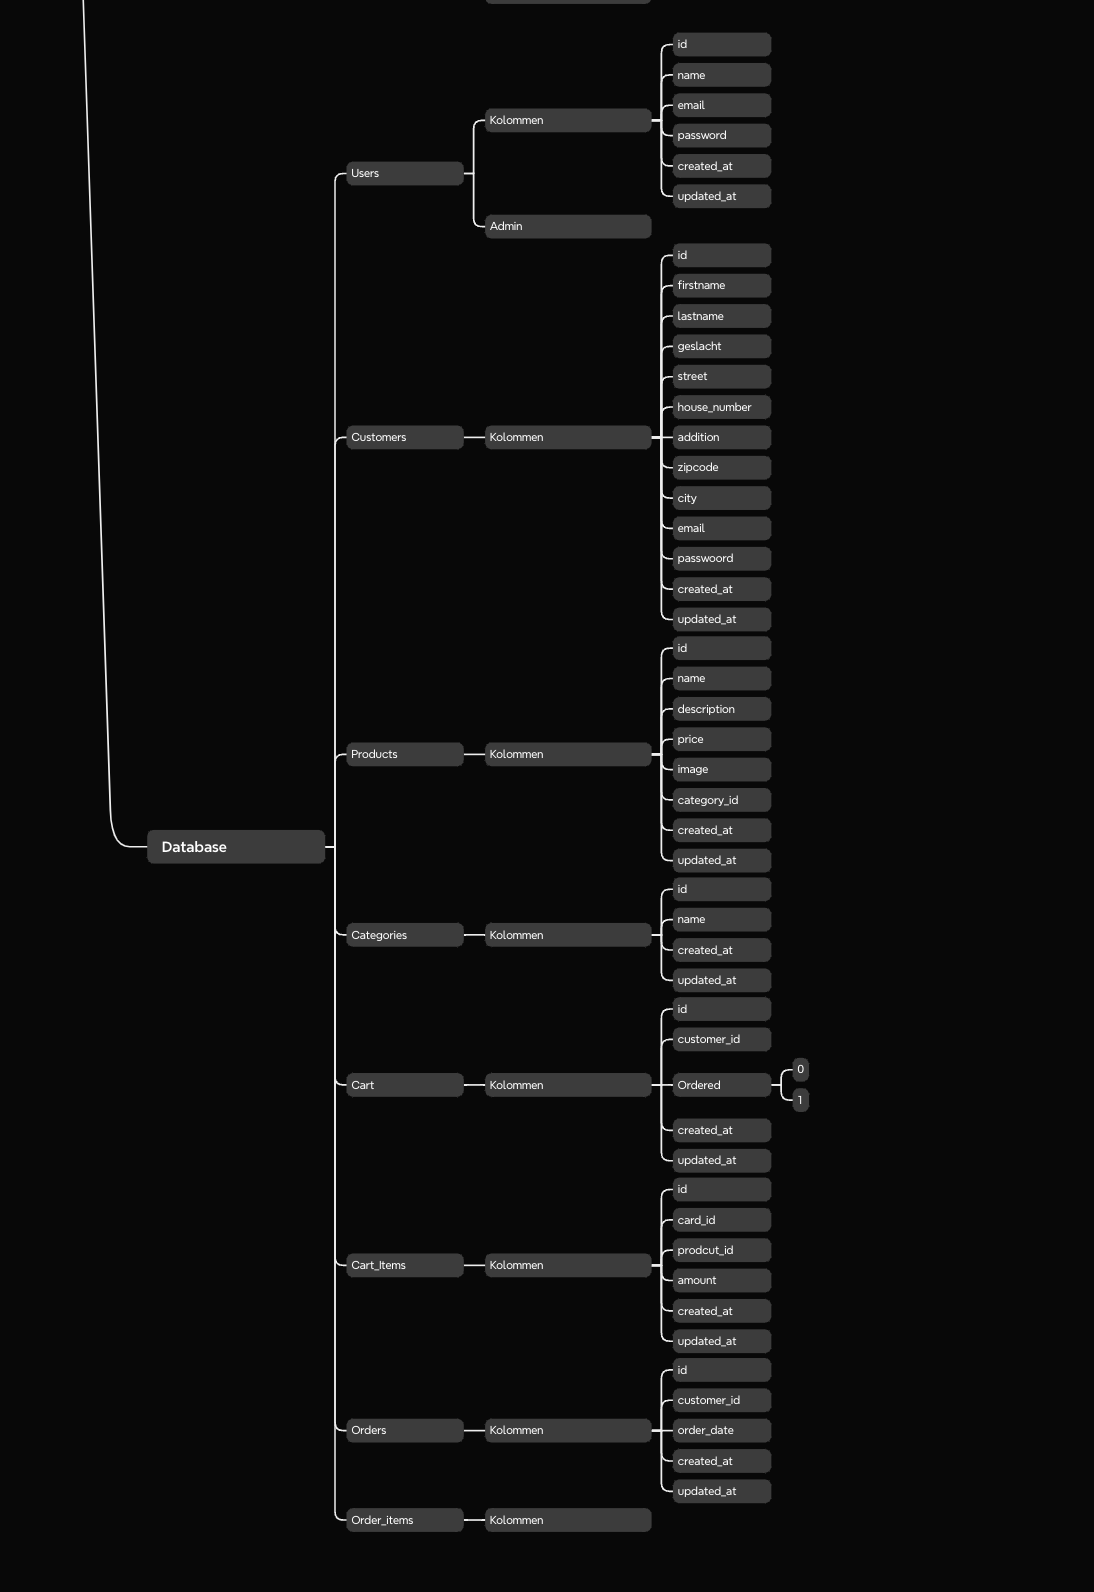 Database
Users
Kolommen
id
name
email
password
created_at
updated_at
Admin
Customers
Kolommen
id
firstname
lastname
geslacht
street
house_number
addition
zipcode
city
email
passwoord
created_at
updated_at
Products
Kolommen
id
name
description
price
image
category_id
created_at
updated_at
Categories
Kolommen
id
name
created_at
updated_at
Cart
Kolommen
id
customer_id
Ordered
0
1
created_at
updated_at
Cart_Items
Kolommen
id
card_id
prodcut_id
amount
created_at
updated_at
Orders
Kolommen
id
customer_id
order_date
created_at
updated_at
Order_items
Kolommen